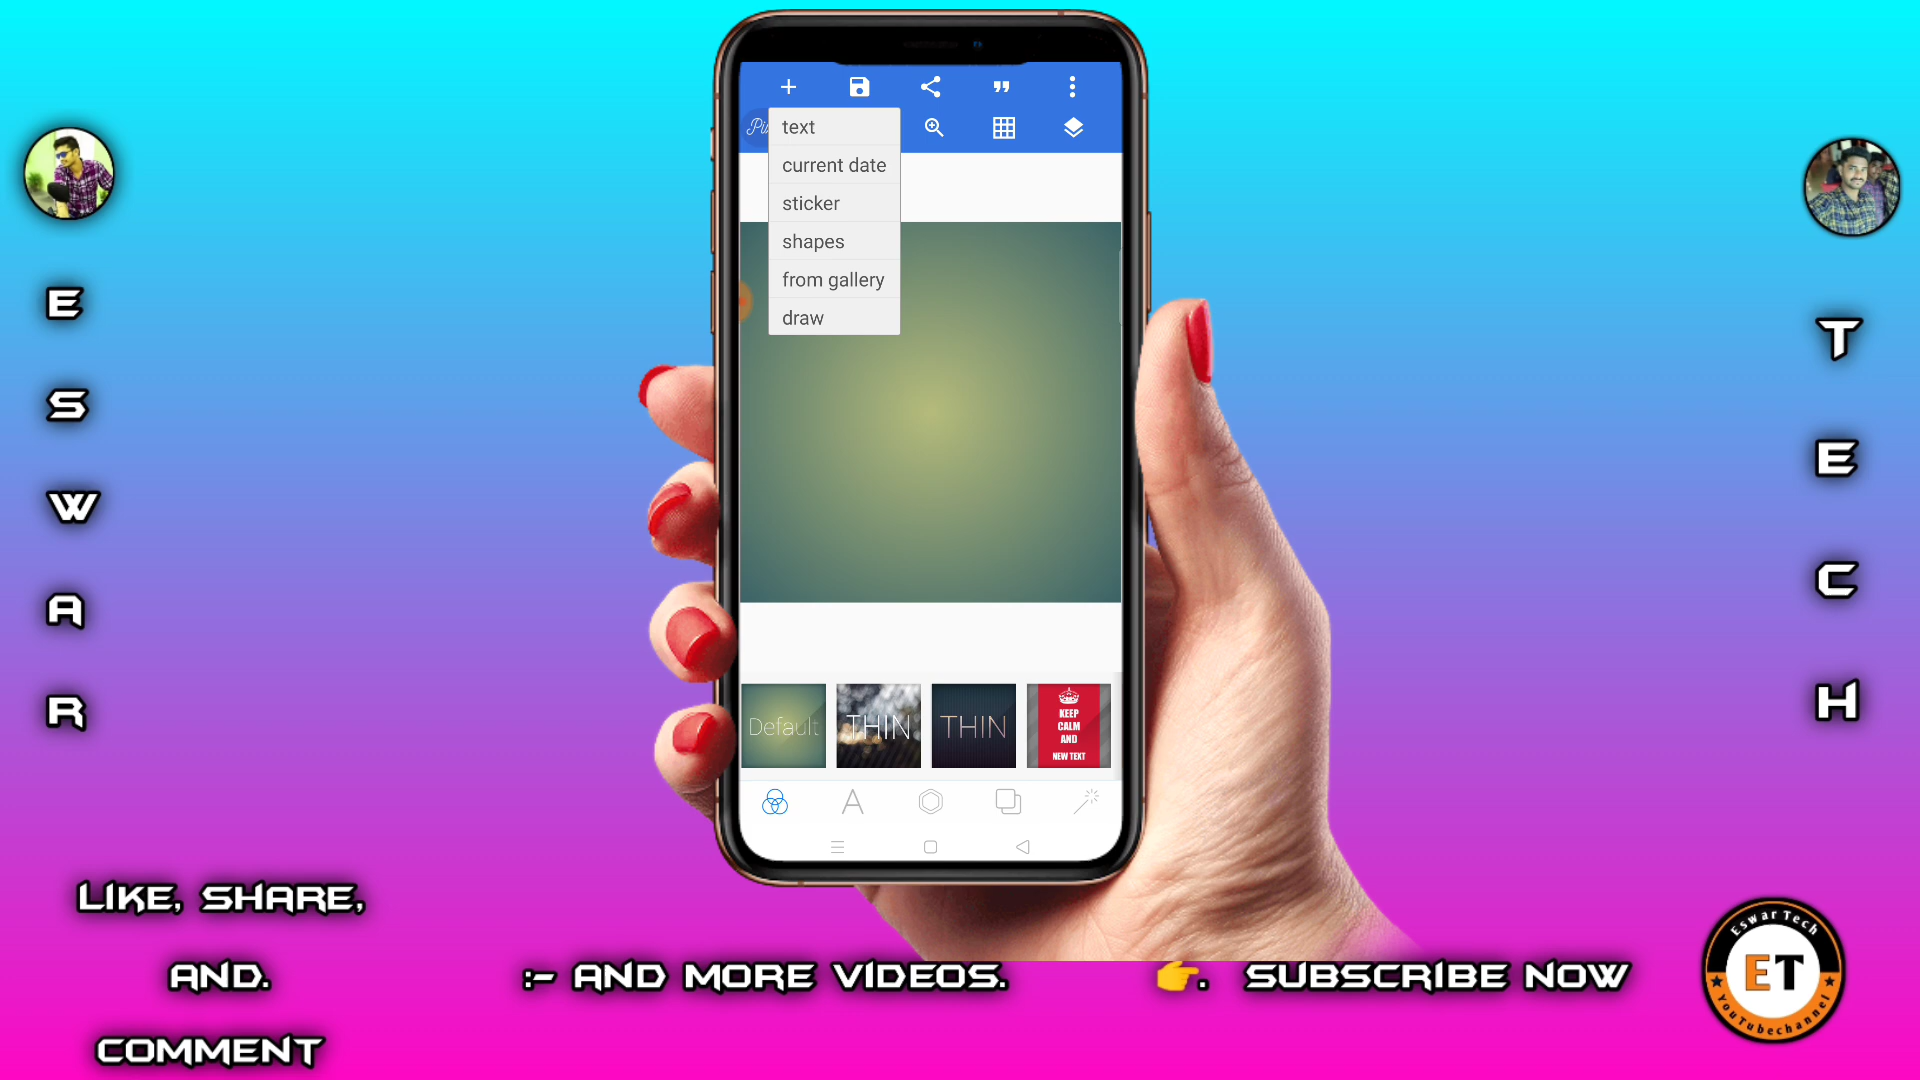 text
current date
sticker
shapes
from gallery
draw
Default
THIN
THIN
KEEP
CALM
AND
NEW TEXT
E
S
W
A
R
T
E
C
H
LIKE, SHARE,
AND.
COMMENT
:- AND MORE VIDEOS.
👉. SUBSCRIBE NOW
Eswar Tech
ET
YouTubechannel